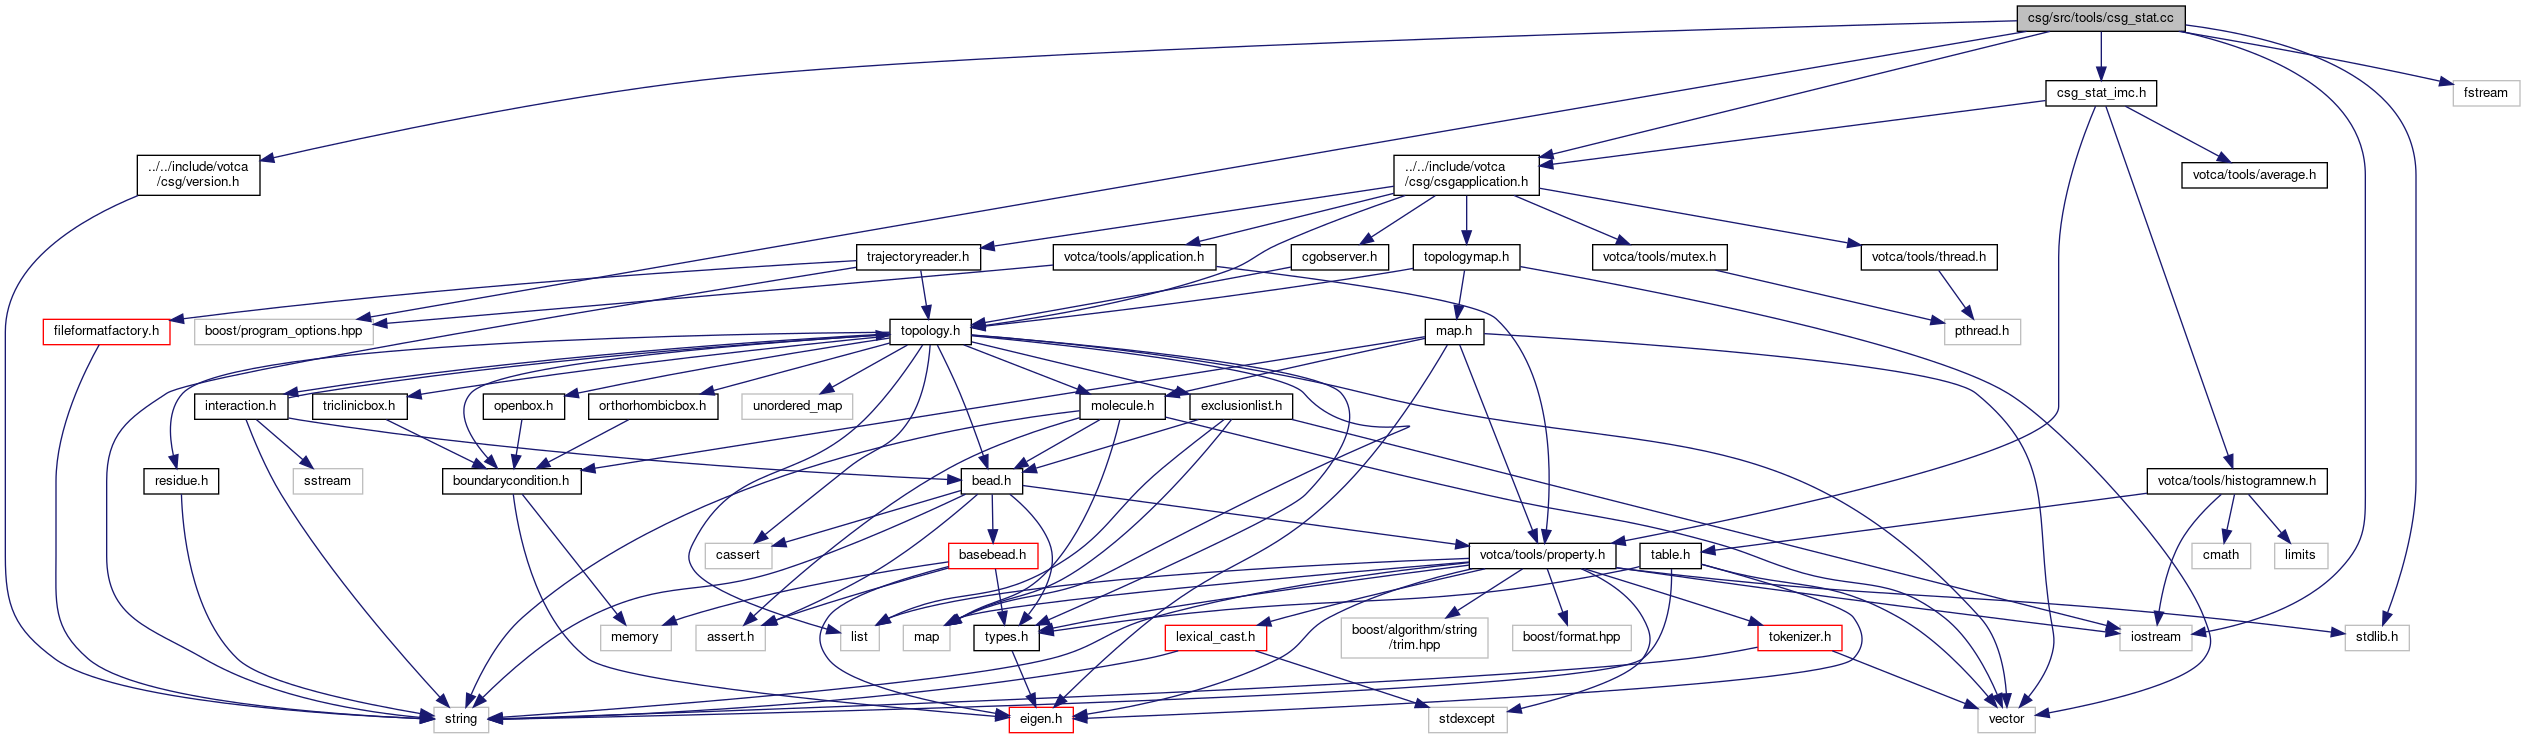 csg/src/tools/csg_stat.cc
csg_stat_imc.h
fstream
../../include/votca
/csg/version.h
../../include/votca
/csg/csgapplication.h
votca/tools/average.h
trajectoryreader.h
votca/tools/application.h
cgobserver.h
topologymap.h
votca/tools/mutex.h
votca/tools/thread.h
fileformatfactory.h
boost/program_options.hpp
topology.h
map.h
pthread.h
interaction.h
triclinicbox.h
openbox.h
orthorhombicbox.h
unordered_map
molecule.h
exclusionlist.h
residue.h
sstream
boundarycondition.h
bead.h
votca/tools/histogramnew.h
cassert
basebead.h
votca/tools/property.h
table.h
cmath
limits
memory
assert.h
list
map
types.h
lexical_cast.h
boost/algorithm/string
/trim.hpp
boost/format.hpp
tokenizer.h
iostream
stdlib.h
string
eigen.h
stdexcept
vector